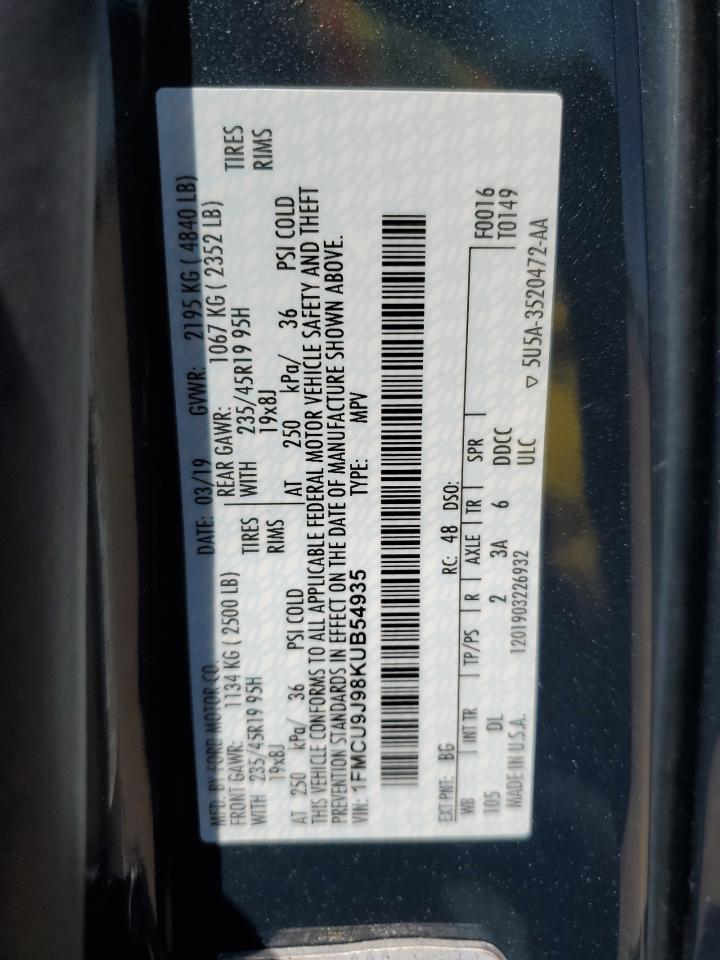 MFD. BY FORD MOTOR CO.
DATE: 03/19 GVWR: 2195 KG ( 4840 LB)
FRONT GAWR: 1134 KG ( 2500 LB) REAR GAWR: 1067 KG ( 2352 LB)
WITH 235/45R19 95H TIRES WITH 235/45R19 95H TIRES
19x8J RIMS 19x8J RIMS
AT 250 kPa/ 36 PSI COLD AT 250 kPa/ 36 PSI COLD
THIS VEHICLE CONFORMS TO ALL APPLICABLE FEDERAL MOTOR VEHICLE SAFETY AND THEFT
PREVENTION STANDARDS IN EFFECT ON THE DATE OF MANUFACTURE SHOWN ABOVE.
VIN: 1FMCU9J98KUB54935 TYPE: MPV
EXT PNT: BG RC: 48 DSO: F0016
WB INT TR TP/PS R AXLE TR SPR T0149
105 DL 2 3A 6 DDCC
MADE IN U.S.A. 1201903226932 ULC
▽ 5U5A-3520472-AA